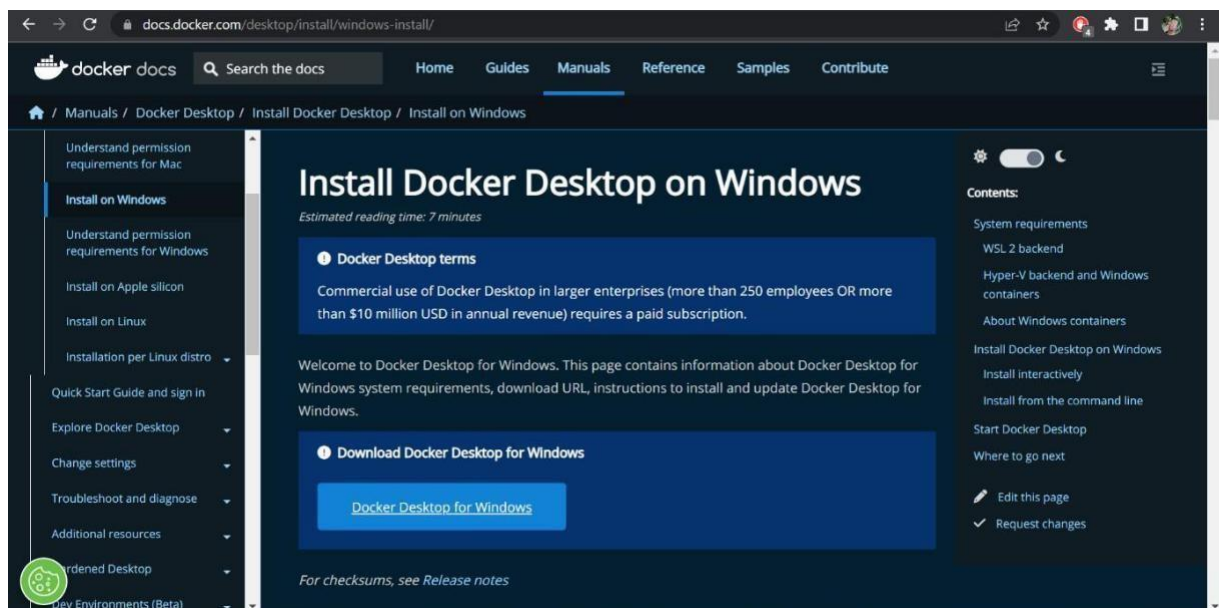 docs.docker.com/desktop/install/windows-install/
4
docker docs
Search the docs
Home
Guides
Manuals
Reference
Samples
Contribute
/ Manuals / Docker Desktop / Install Docker Desktop / Install on Windows
Understand permission
requirements for Mac
Install on Windows
Understand permission
requirements for Windows
Install on Apple silicon
Install on Linux
Installation per Linux distro
Quick Start Guide and sign in
Explore Docker Desktop
Change settings
Troubleshoot and diagnose
Additional resources
rdened Desktop
Dev Environments (Beta)
Install Docker Desktop on Windows
Estimated reading time: 7 minutes
Docker Desktop terms
Commercial use of Docker Desktop in larger enterprises (more than 250 employees OR more
than $10 million USD in annual revenue) requires a paid subscription.
Welcome to Docker Desktop for Windows. This page contains information about Docker Desktop for
Windows system requirements, download URL, instructions to install and update Docker Desktop for
Windows.
Download Docker Desktop for Windows
Docker Desktop for Windows
For checksums, see Release notes
Contents:
System requirements
WSL 2 backend
Hyper-V backend and Windows
containers
About Windows containers
Install Docker Desktop on Windows
Install interactively
Install from the command line
Start Docker Desktop
Where to go next
Edit this page
Request changes